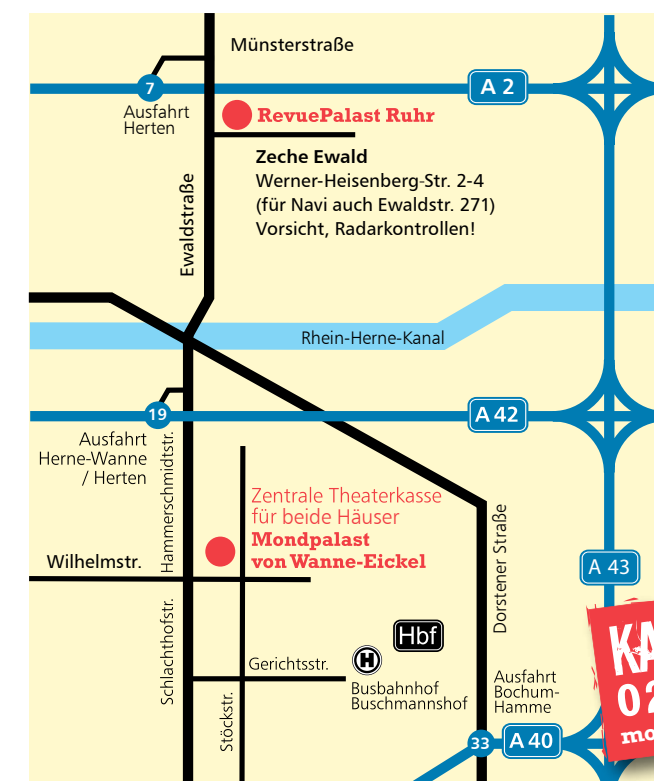 Münsterstraße
7
A 2
Ausfahrt
Herten
RevuePalast Ruhr
Zeche Ewald
Werner-Heisenberg-Str. 2-4
(für Navi auch Ewaldstr. 271)
Vorsicht, Radarkontrollen!
Ewaldstraße
Rhein-Herne-Kanal
19
A 42
Ausfahrt
Herne-Wanne
/ Herten
Hammerschmidtstr.
Zentrale Theaterkasse
für beide Häuser
Mondpalast
von Wanne-Eickel
Wilhelmstr.
Dorstener Straße
A 43
Schlachthofstr.
Stöckstr.
Gerichtsstr.
Hbf
H
Busbahnhof
Buschmannshof
Ausfahrt
Bochum-
Hamme
33
A 40